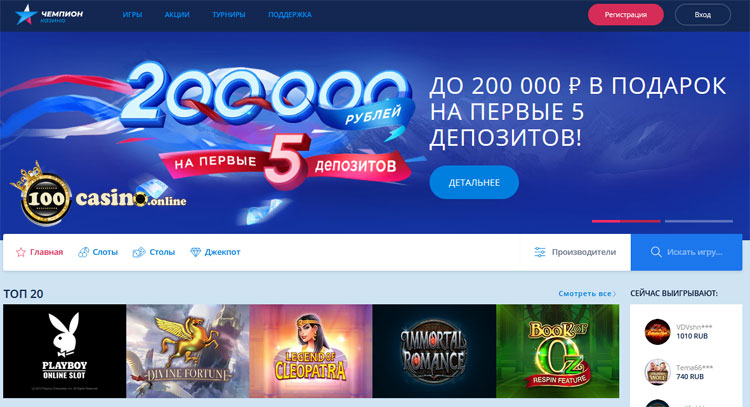 ЧЕМПИОН
казино
ИГРЫ АКЦИИ ТУРНИРЫ ПОДДЕРЖКА
Регистрация
Вход
200 000
РУБЛЕЙ
НА ПЕРВЫЕ 5 ДЕПОЗИТОВ
ДО 200 000 ₽ В ПОДАРОК
НА ПЕРВЫЕ 5
ДЕПОЗИТОВ!
ДЕТАЛЬНЕЕ
100 casino.online
Главная Слоты Столы Джекпот
Производители
Искать игру...
ТОП 20
Смотреть все
СЕЙЧАС ВЫИГРЫВАЮТ:
PLAYBOY
ONLINE SLOT
DIVINE FORTUNE
LEGEND OF
CLEOPATRA
IMMORTAL
ROMANCE
BOOK OF
OZ
RESPIN FEATURE
VDVshn***
1010 RUB
Tema66***
740 RUB